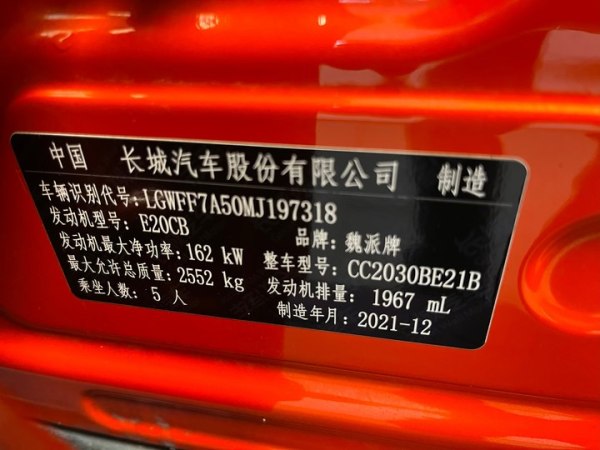 中国 长城汽车股份有限公司 制造
车辆识别代号: LGWFF7A50MJ197318
发动机型号: E20CB 品牌: 魏派牌
发动机最大净功率: 162 kW 整车型号: CC2030BE21B
最大允许总质量: 2552 kg 发动机排量: 1967 mL
乘坐人数: 5 人 制造年月: 2021-12